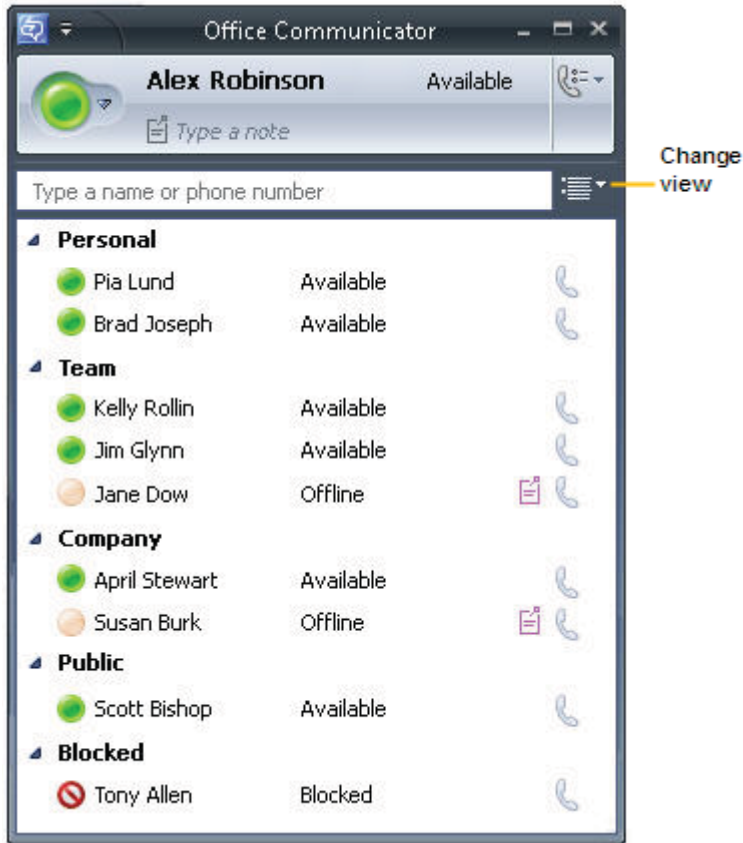 Office Communicator
Alex Robinson Available
Type a note
Change view
Type a name or phone number
Personal
Pia Lund Available
Brad Joseph Available
Team
Kelly Rollin Available
Jim Glynn Available
Jane Dow Offline
Company
April Stewart Available
Susan Burk Offline
Public
Scott Bishop Available
Blocked
Tony Allen Blocked